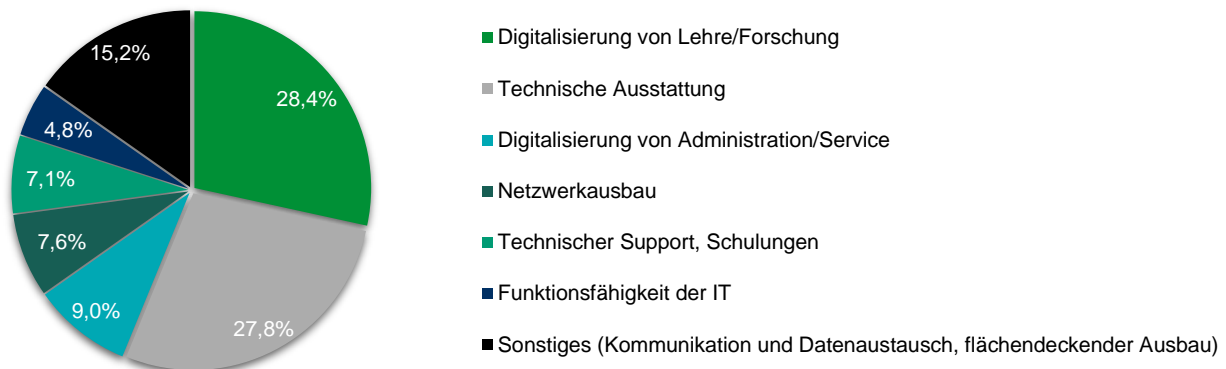 15,2%
28,4%
4,8%
7,1%
7,6%
9,0%
27,8%
Digitalisierung von Lehre/Forschung
Technische Ausstattung
Digitalisierung von Administration/Service
Netzwerkausbau
Technischer Support, Schulungen
Funktionsfähigkeit der IT
Sonstiges (Kommunikation und Datenaustausch, flächendeckender Ausbau)